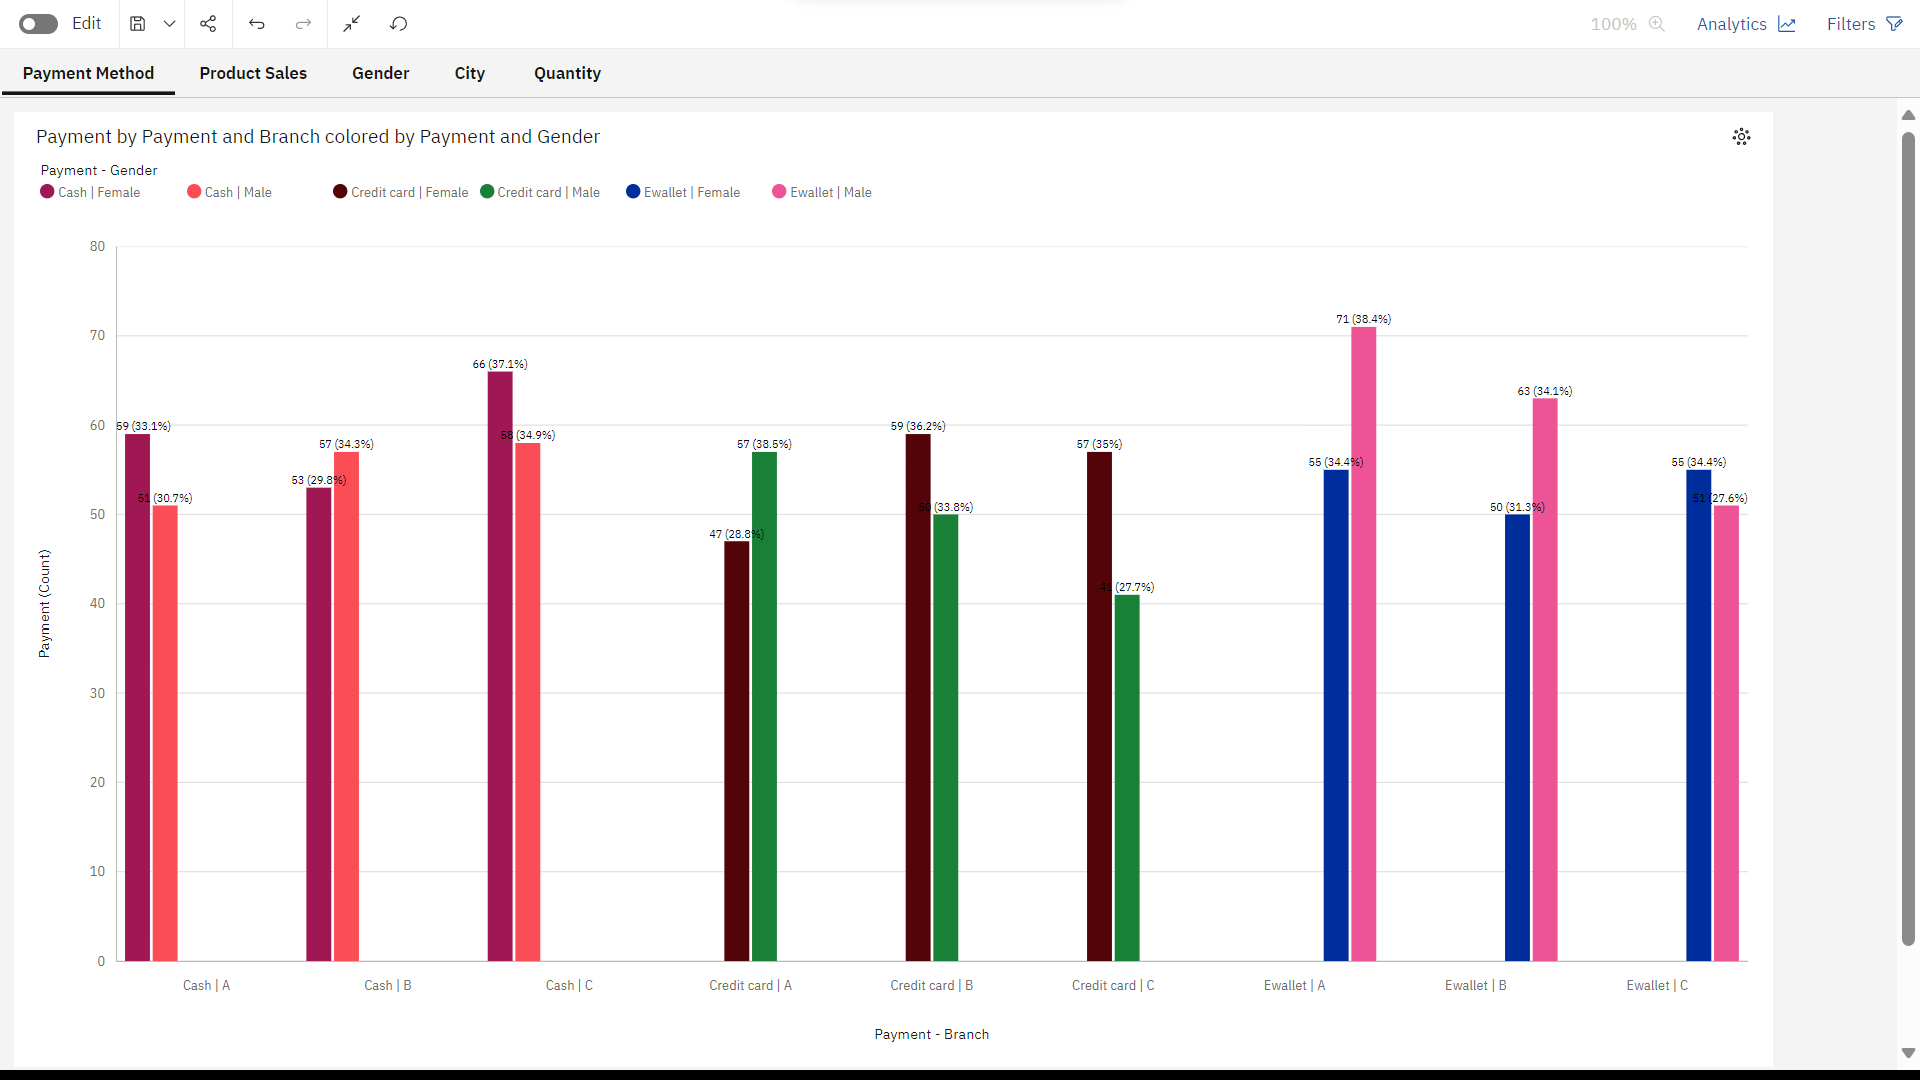 Edit
100%
Analytics
Filters
Payment Method
Product Sales
Gender
City
Quantity
Payment by Payment and Branch colored by Payment and Gender
Payment - Gender
Cash | Female
Cash | Male
Credit card | Female
Credit card | Male
Ewallet | Female
Ewallet | Male
80
70
60
50
40
30
20
10
0
Payment (Count)
59 (33.1%)
51 (30.7%)
53 (29.8%)
57 (34.3%)
66 (37.1%)
58 (34.9%)
47 (28.8%)
57 (38.5%)
59 (36.2%)
50 (33.8%)
57 (35%)
41 (27.7%)
55 (34.4%)
71 (38.4%)
50 (31.3%)
63 (34.1%)
55 (34.4%)
51 (27.6%)
Cash | A
Cash | B
Cash | C
Credit card | A
Credit card | B
Credit card | C
Ewallet | A
Ewallet | B
Ewallet | C
Payment - Branch